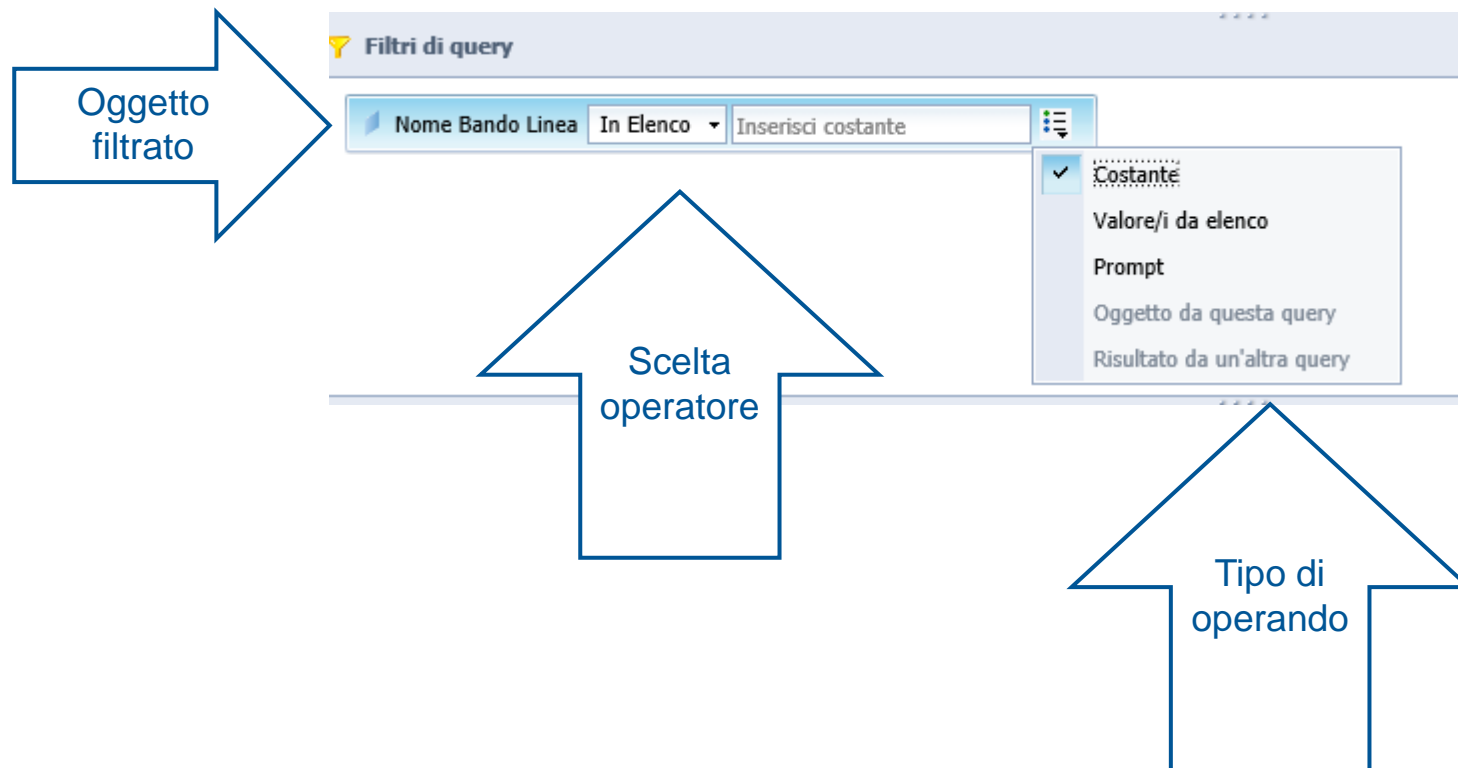 Filtri di query
Oggetto
filtrato
Nome Bando Linea In Elenco Inserisci costante
Costante
Valore/i da elenco
Prompt
Oggetto da questa query
Risultato da un'altra query
Scelta
operatore
Tipo di
operando